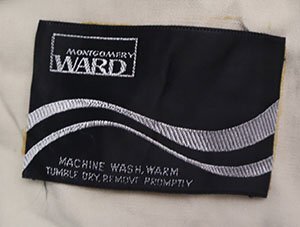 MONTGOMERY
WARD
MACHINE WASH, WARM
TUMBLE DRY, REMOVE PROMPTLY